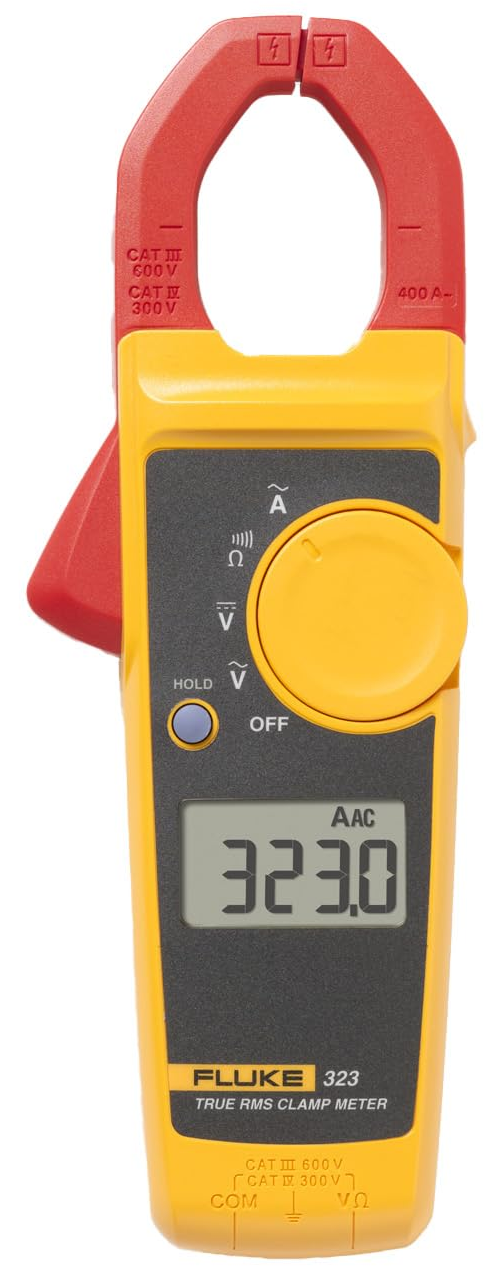 CAT III
600 V
CAT IV
300 V
400 A~
A
Ω
V
V
HOLD
OFF
A AC
323.0
FLUKE 323
TRUE RMS CLAMP METER
CAT III 600 V
CAT IV 300 V
COM VΩ